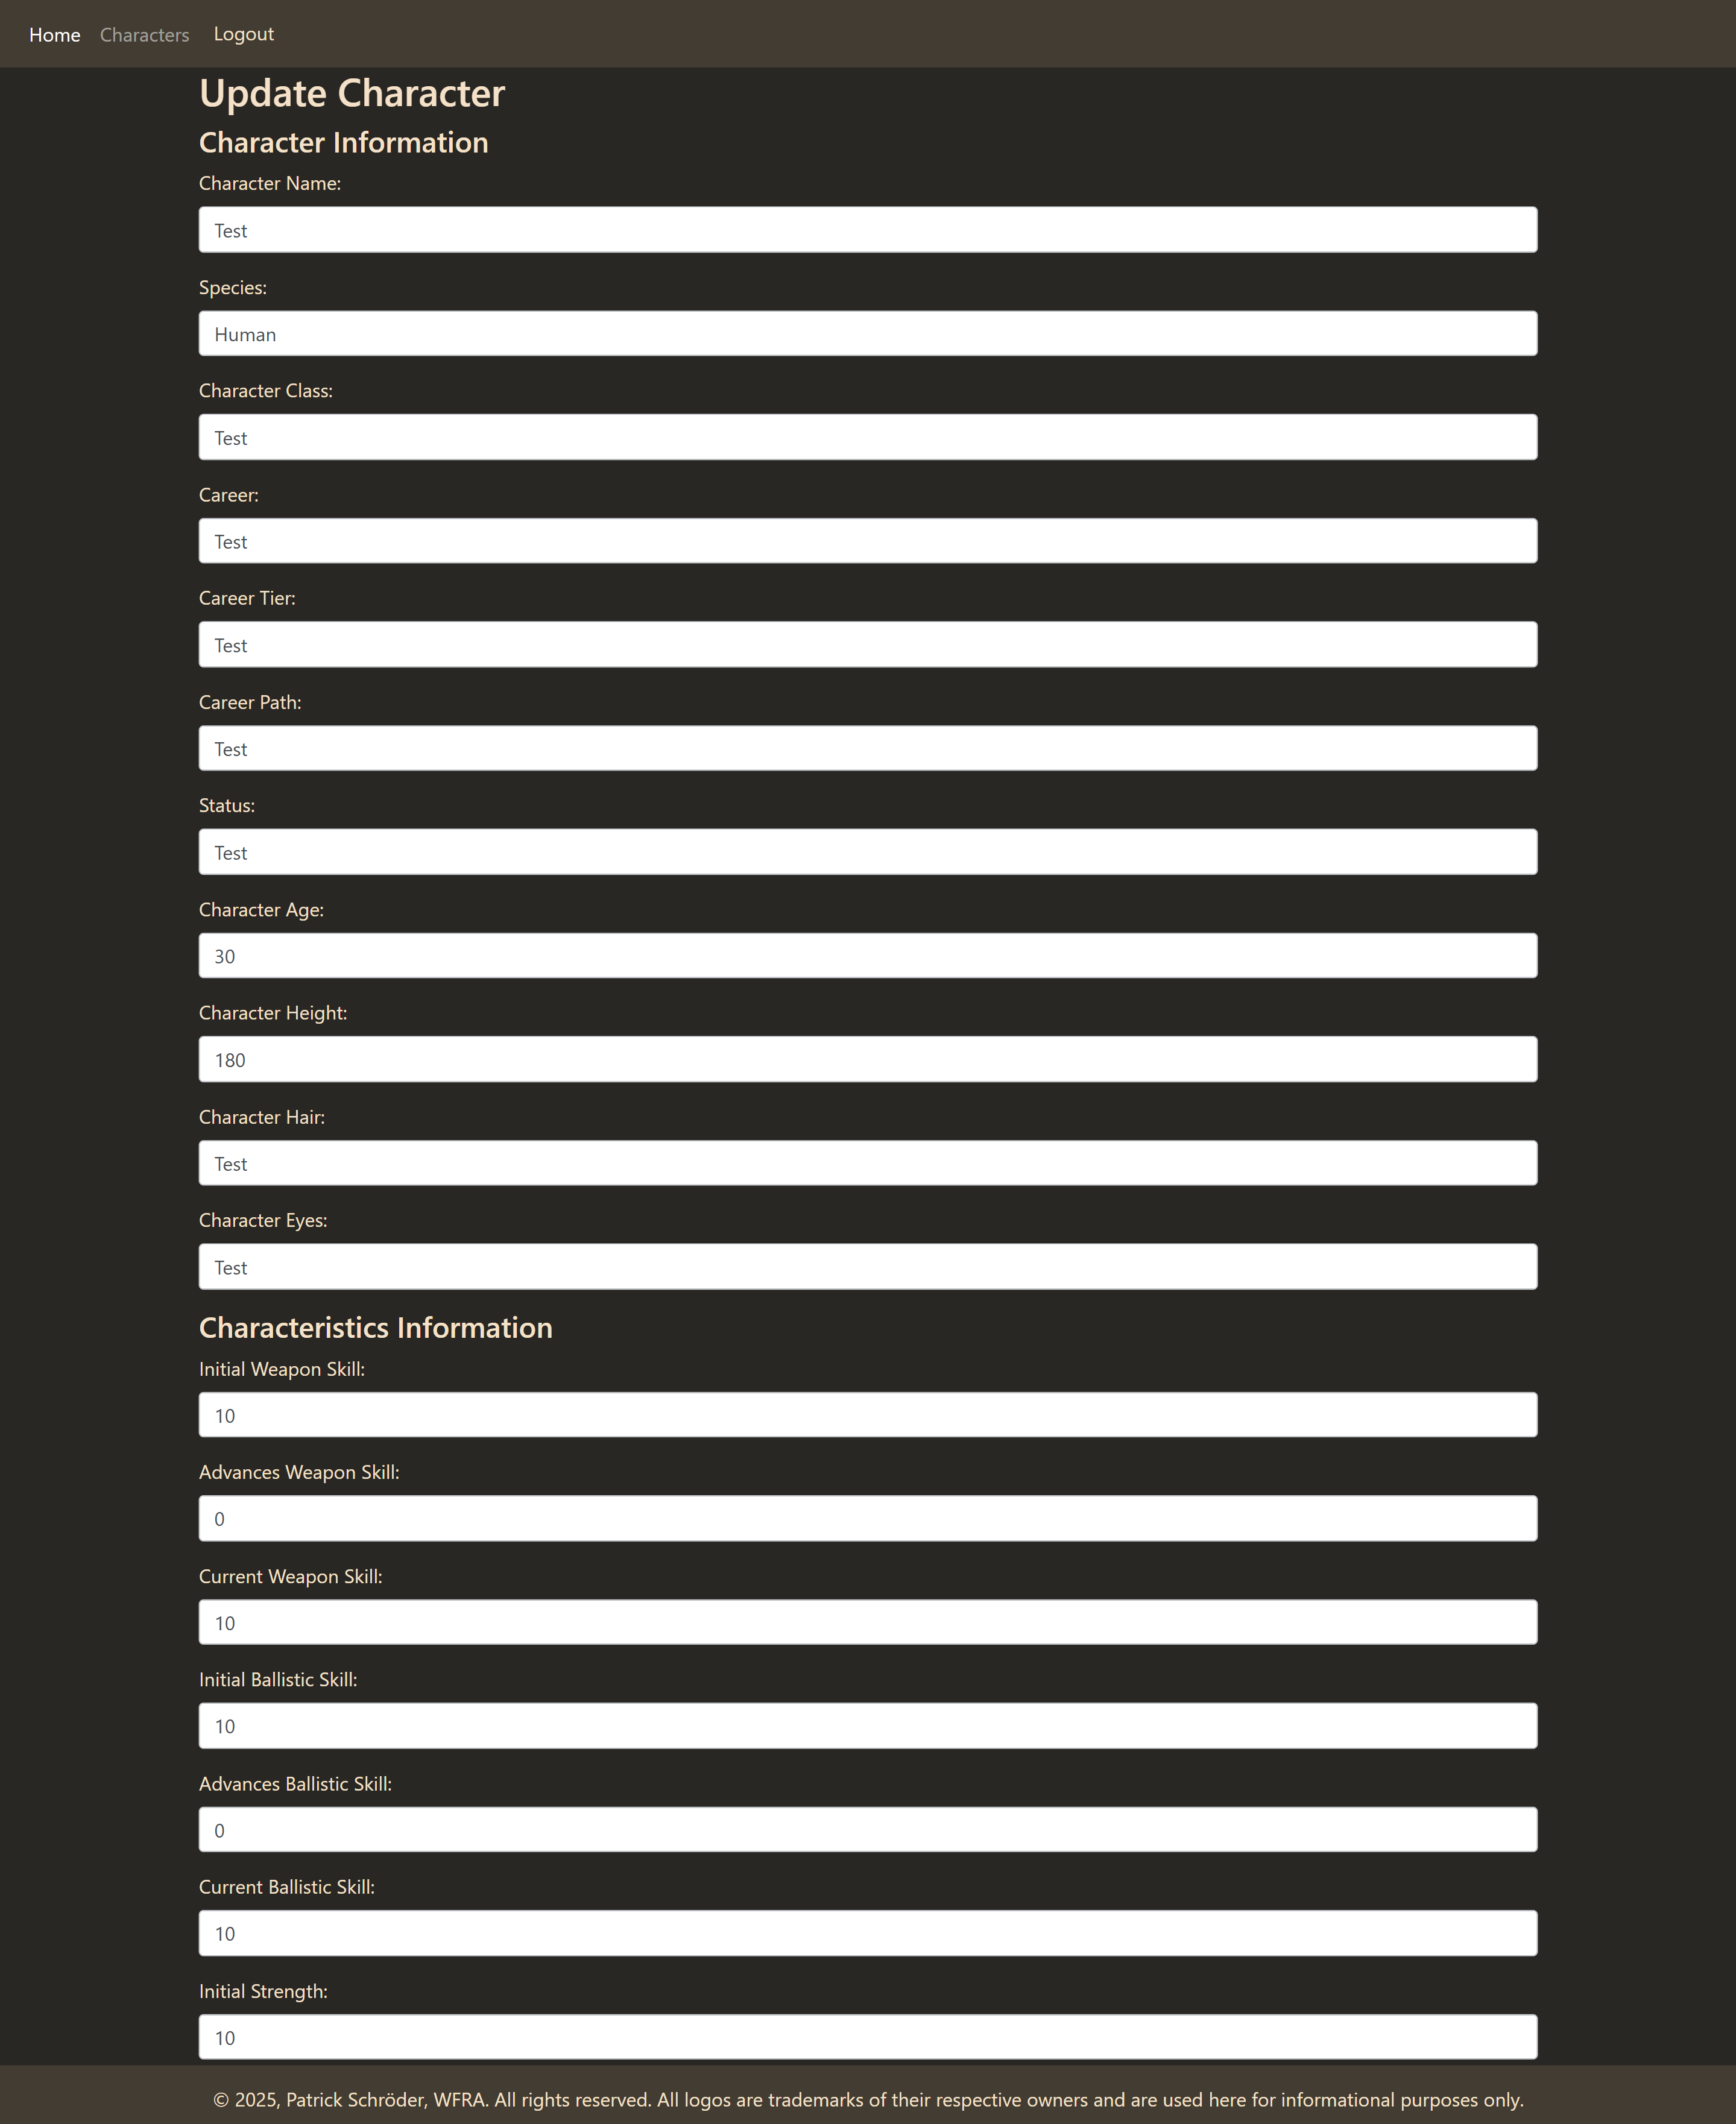 Home Characters Logout
Update Character
Character Information
Character Name:
Test
Species:
Human
Character Class:
Test
Career:
Test
Career Tier:
Test
Career Path:
Test
Status:
Test
Character Age:
30
Character Height:
180
Character Hair:
Test
Character Eyes:
Test
Characteristics Information
Initial Weapon Skill:
10
Advances Weapon Skill:
0
Current Weapon Skill:
10
Initial Ballistic Skill:
10
Advances Ballistic Skill:
0
Current Ballistic Skill:
10
Initial Strength:
10
© 2025, Patrick Schröder, WFRA. All rights reserved. All logos are trademarks of their respective owners and are used here for informational purposes only.